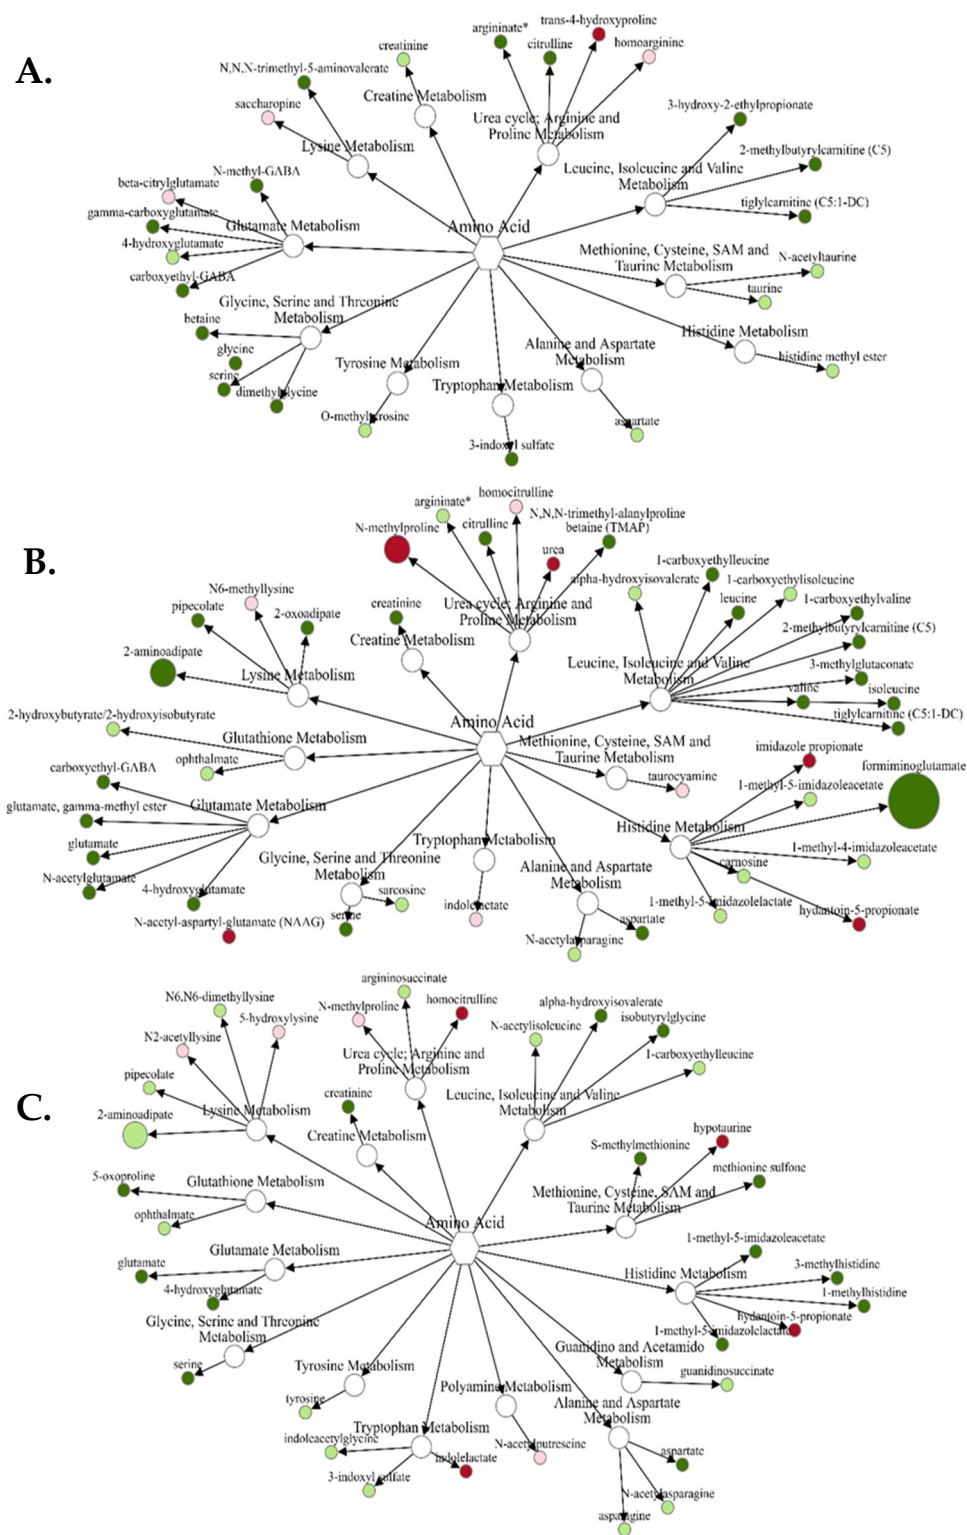 A.
creatinine
argininate*
citrulline
trans-4-hydroxyproline
homoarginine
N,N,N-trimethyl-5-aminovalerate
saccharopine
Creatine Metabolism
Urea cycle; Arginine and
Proline Metabolism
3-hydroxy-2-ethylpropionate
Lysine Metabolism
2-methylbutyrylcarnitine (C5)
Leucine, Isoleucine and Valine
Metabolism
N-methyl-GABA
beta-citrylglutamate
tiglylcarnitine (C5:1-DC)
gamma-carboxyglutamate
Glutamate Metabolism
Amino Acid
4-hydroxyglutamate
Methionine, Cysteine, SAM and
Taurine Metabolism
N-acetyltaurine
carboxyethyl-GABA
taurine
Glycine, Serine and Threonine
Metabolism
betaine
Histidine Metabolism
glycine
Alanine and Aspartate
Metabolism
histidine methyl ester
Tyrosine Metabolism
serine
Tryptophan Metabolism
dimethylglycine
O-methyltyrosine
aspartate
3-indoxyl sulfate
B.
homocitrulline
argininate*
N-methylproline
citrulline
N,N,N-trimethyl-alanylproline
betaine (TMAP)
urea
1-carboxyethylleucine
alpha-hydroxyisovalerate
1-carboxyethylisoleucine
N6-methyllysine
pipecolate
2-oxoadipate
creatinine
Urea cycle; Arginine and
Proline Metabolism
leucine
1-carboxyethylvaline
2-methylbutyrylcarnitine (C5)
Creatine Metabolism
2-aminoadipate
Leucine, Isoleucine and Valine
Metabolism
3-methylglutaconate
Lysine Metabolism
valine
isoleucine
2-hydroxybutyrate/2-hydroxyisobutyrate
tiglylcarnitine (C5:1-DC)
Amino Acid
Glutathione Metabolism
Methionine, Cysteine, SAM and
Taurine Metabolism
imidazole propionate
ophthalmate
carboxyethyl-GABA
taurocyamine
formiminoglutamate
1-methyl-5-imidazoleacetate
glutamate, gamma-methyl ester
Glutamate Metabolism
Histidine Metabolism
glutamate
Tryptophan Metabolism
1-methyl-4-imidazoleacetate
Glycine, Serine and Threonine
Metabolism
Alanine and Aspartate
Metabolism
carnosine
N-acetylglutamate
4-hydroxyglutamate
sarcosine
1-methyl-5-imidazolelactate
indolelactate
hydantoin-5-propionate
N-acetyl-aspartyl-glutamate (NAAG)
serine
aspartate
N-acetylasparagine
C.
argininosuccinate
N6,N6-dimethyllysine
N-methylproline
homocitrulline
alpha-hydroxyisovalerate
5-hydroxylysine
isobutyrylglycine
N-acetylisoleucine
N2-acetyllysine
Urea cycle; Arginine and
Proline Metabolism
1-carboxyethylleucine
pipecolate
creatinine
Leucine, Isoleucine and Valine
Metabolism
2-aminoadipate
Lysine Metabolism
Creatine Metabolism
hypotaurine
S-methylmethionine
methionine sulfone
5-oxoproline
Glutathione Metabolism
Methionine, Cysteine, SAM and
Taurine Metabolism
ophthalmate
Amino Acid
1-methyl-5-imidazoleacetate
Glutamate Metabolism
glutamate
Histidine Metabolism
3-methylhistidine
4-hydroxyglutamate
1-methylhistidine
hydantoin-5-propionate
Glycine, Serine and Threonine
Metabolism
1-methyl-5-imidazolelactate
Guanidino and Acetamido
Metabolism
serine
Tyrosine Metabolism
guanidinosuccinate
Polyamine Metabolism
tyrosine
Alanine and Aspartate
Metabolism
Tryptophan Metabolism
indoleacetylglycine
N-acetylputrescine
aspartate
indolelactate
3-indoxyl sulfate
N-acetylasparagine
asparagine